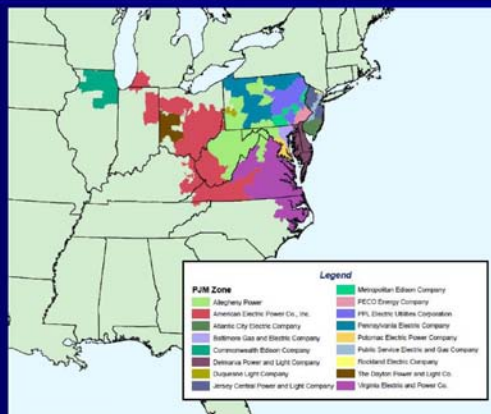 Legend
PJM Zone
Allegheny Power
American Electric Power Co., Inc.
Atlantic City Electric Company
Baltimore Gas and Electric Company
Commonwealth Edison Company
Delmarva Power and Light Company
Duquesne Light Company
Jersey Central Power and Light Company
Metropolitan Edison Company
PECO Energy Company
PPL Electric Utilities Corporation
Pennsylvania Electric Company
Potomac Electric Power Company
Public Service Electric and Gas Company
Rockland Electric Company
The Dayton Power and Light Co.
Virginia Electric and Power Co.